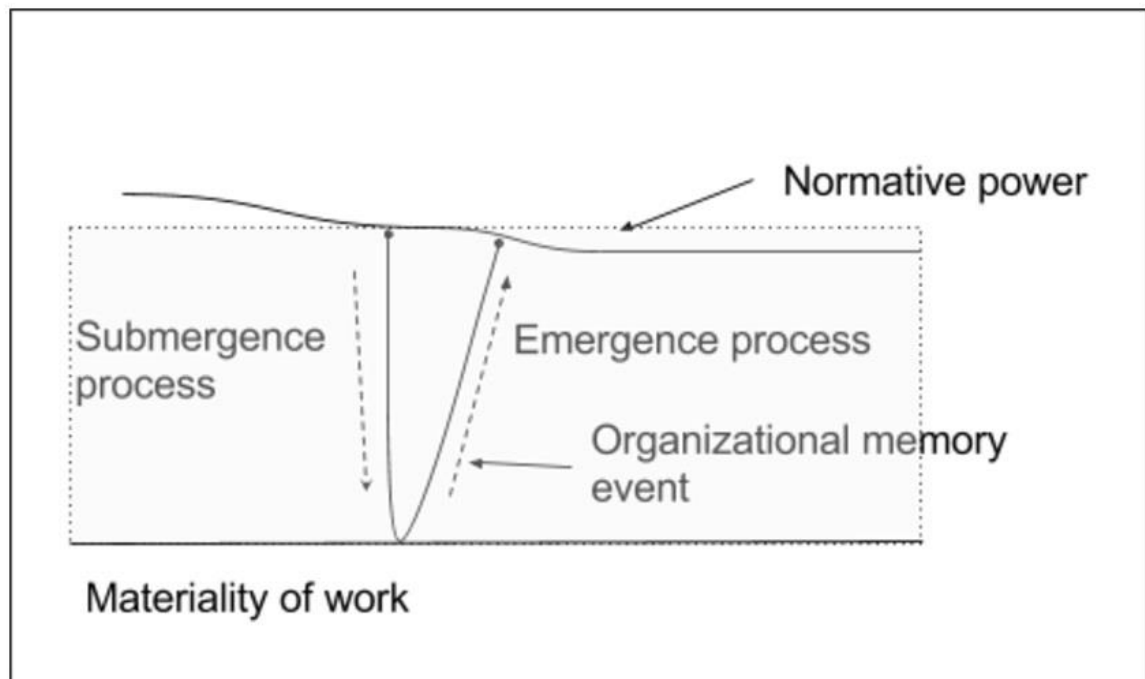 Normative power
Submergence
process
Emergence process
Organizational memory
event
Materiality of work